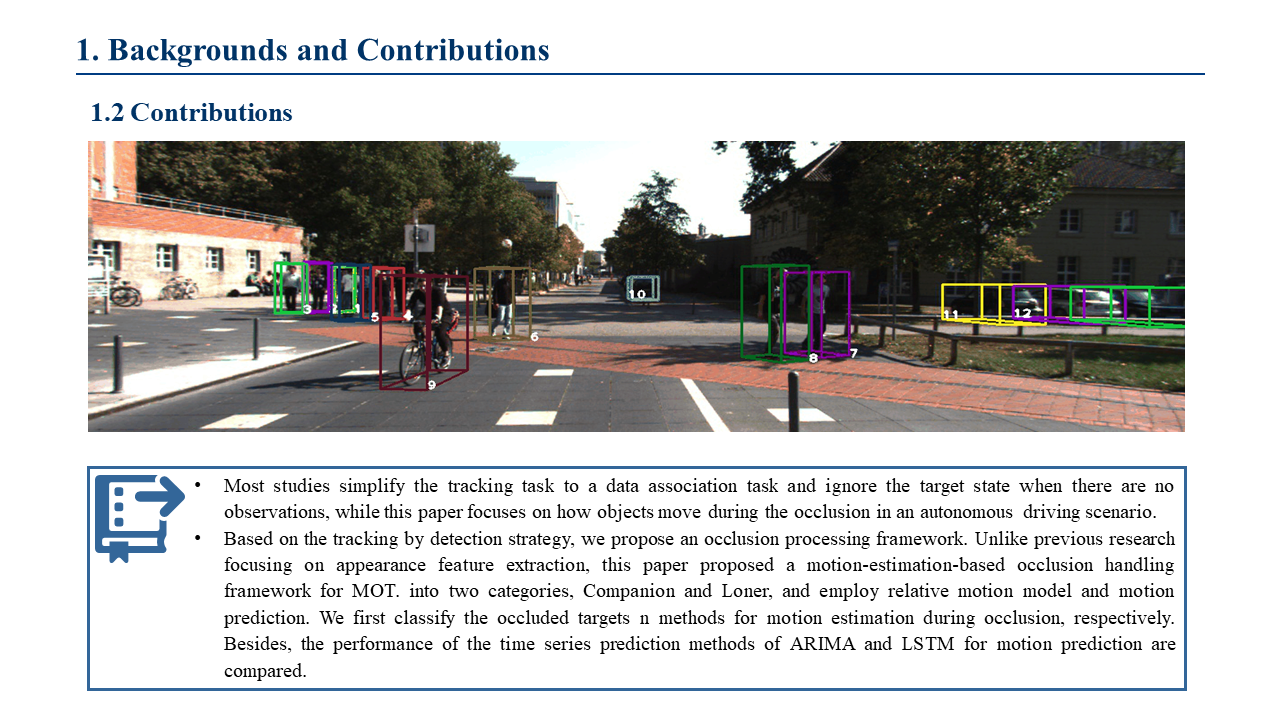 1. Backgrounds and Contributions
1.2 Contributions
3
5
4
9
6
10
8
7
11
12
• Most studies simplify the tracking task to a data association task and ignore the target state when there are no
observations, while this paper focuses on how objects move during the occlusion in an autonomous driving scenario.
• Based on the tracking by detection strategy, we propose an occlusion processing framework. Unlike previous research
focusing on appearance feature extraction, this paper proposed a motion-estimation-based occlusion handling
framework for MOT. into two categories, Companion and Loner, and employ relative motion model and motion
prediction. We first classify the occluded targets n methods for motion estimation during occlusion, respectively.
Besides, the performance of the time series prediction methods of ARIMA and LSTM for motion prediction are
compared.